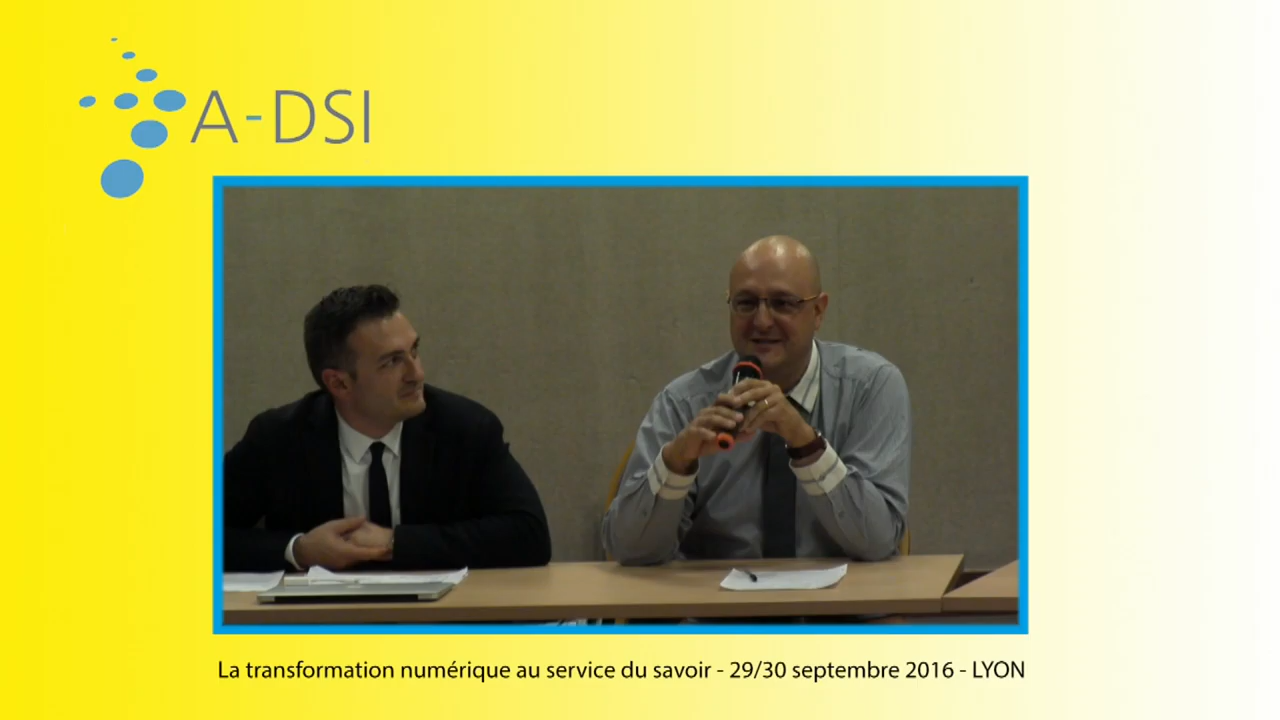 A-DSI
La transformation numérique au service du savoir - 29/30 septembre 2016 - LYON